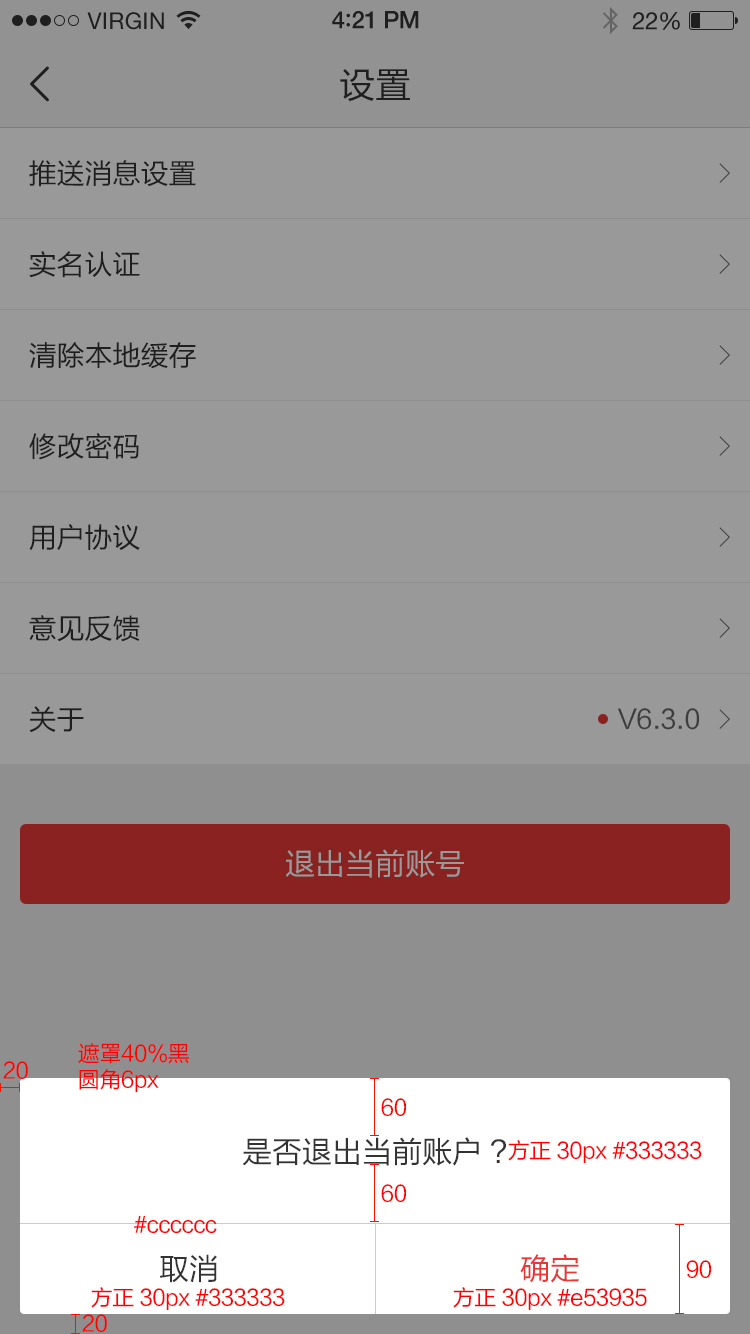 VIRGIN 4:21 PM 22%
设置
推送消息设置
实名认证
清除本地缓存
修改密码
用户协议
意见反馈
关于 V6.3.0
退出当前账号
遮罩40%黑
20
圆角6px
60
是否退出当前账户？方正 30px #333333
60
#cccccc
取消 确定 90
方正 30px #333333 方正 30px #e53935
20